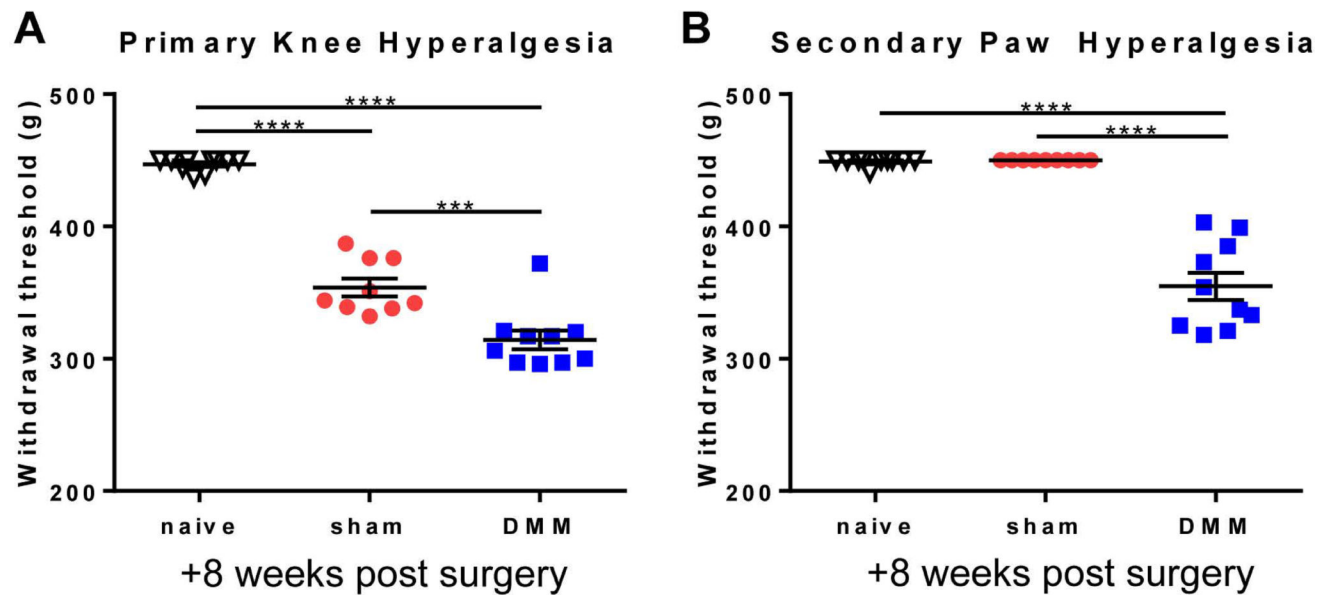 A
Primary Knee Hyperalgesia
Withdrawal threshold (g)
500
400
300
200
****
****
***
naive sham DMM
+8 weeks post surgery
B
Secondary Paw Hyperalgesia
Withdrawal threshold (g)
500
400
300
200
****
****
naive sham DMM
+8 weeks post surgery